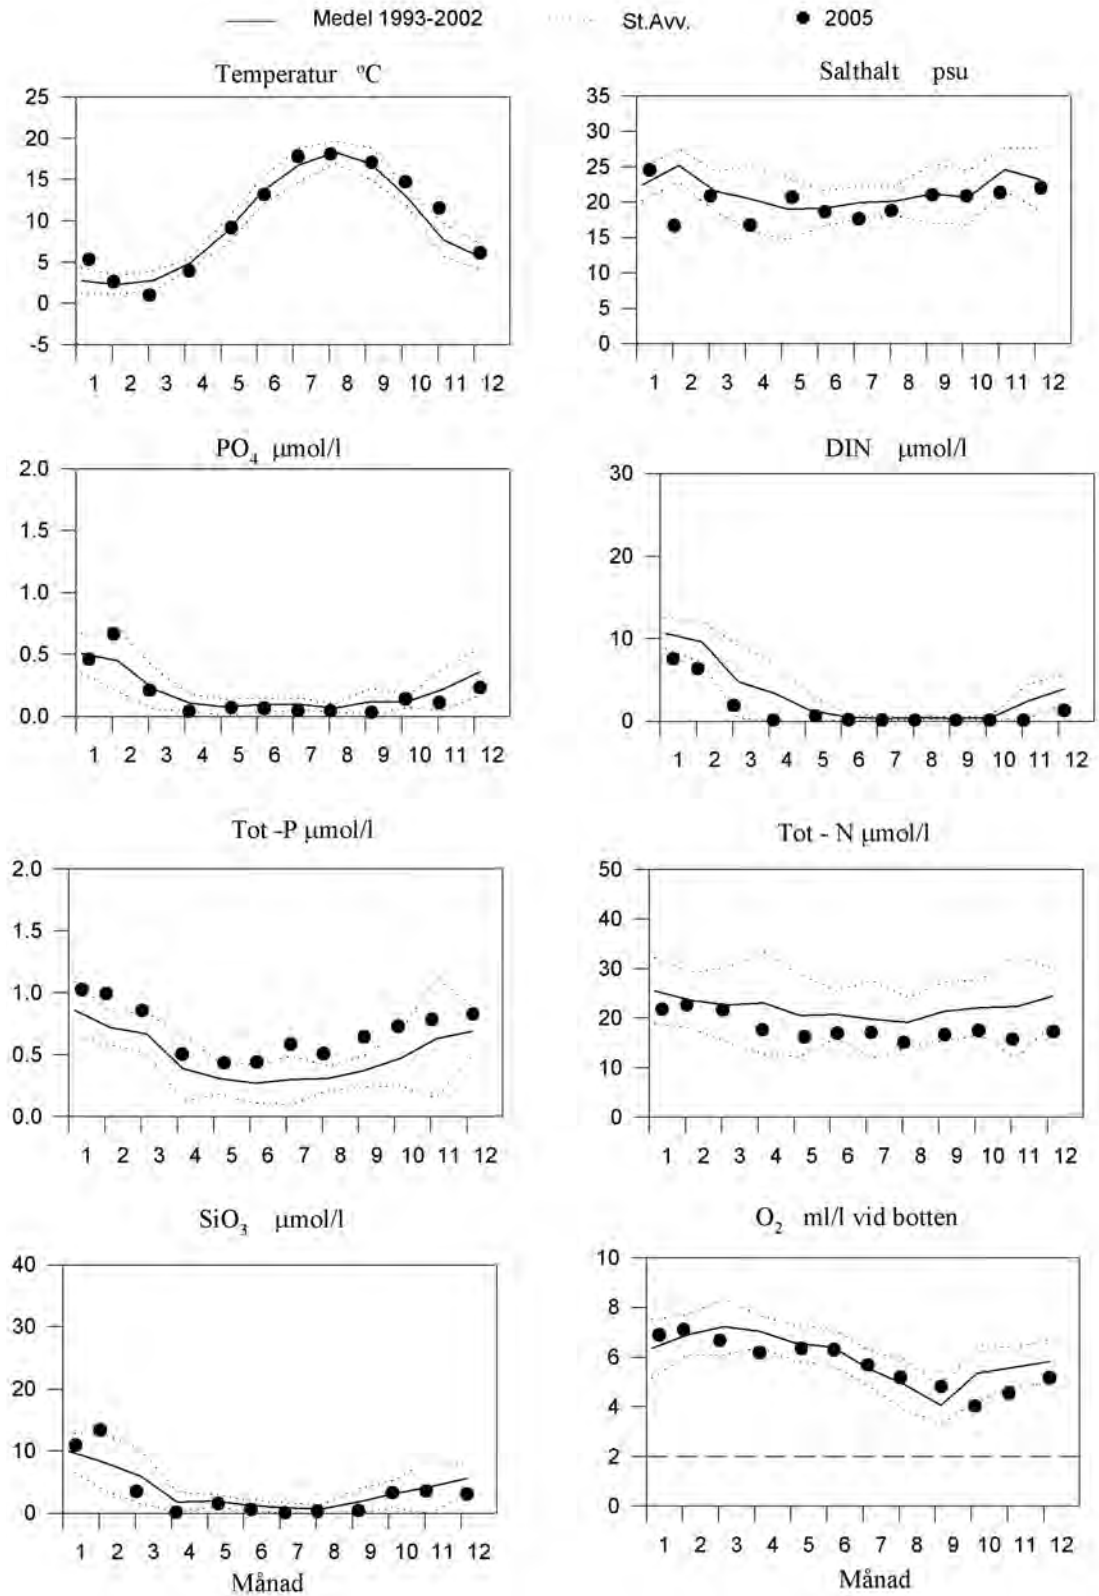 Medel 1993-2002 St.Avv. 2005
Temperatur ºC
25
20
15
10
5
0
-5
1 2 3 4 5 6 7 8 9 10 11 12
Salthalt psu
35
30
25
20
15
10
5
0
1 2 3 4 5 6 7 8 9 10 11 12
PO₄ µmol/l
2.0
1.5
1.0
0.5
0.0
1 2 3 4 5 6 7 8 9 10 11 12
DIN µmol/l
30
20
10
0
1 2 3 4 5 6 7 8 9 10 11 12
Tot -P µmol/l
2.0
1.5
1.0
0.5
0.0
1 2 3 4 5 6 7 8 9 10 11 12
Tot - N µmol/l
50
40
30
20
10
0
1 2 3 4 5 6 7 8 9 10 11 12
SiO₃ µmol/l
40
30
20
10
0
1 2 3 4 5 6 7 8 9 10 11 12
Månad
O₂ ml/l vid botten
10
8
6
4
2
0
1 2 3 4 5 6 7 8 9 10 11 12
Månad